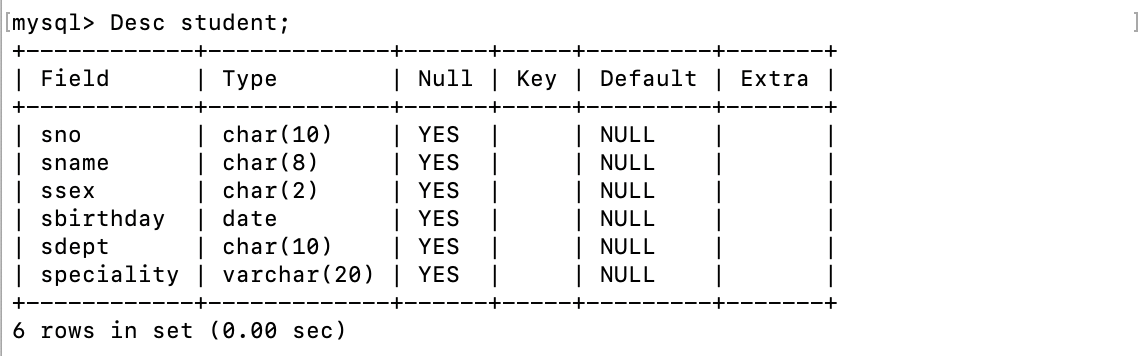 [mysql> Desc student; ]
+------------+-------------+------+-----+---------+-------+
| Field      | Type        | Null | Key | Default | Extra |
+------------+-------------+------+-----+---------+-------+
| sno        | char(10)    | YES  |     | NULL    |       |
| sname      | char(8)     | YES  |     | NULL    |       |
| ssex       | char(2)     | YES  |     | NULL    |       |
| sbirthday  | date        | YES  |     | NULL    |       |
| sdept      | char(10)    | YES  |     | NULL    |       |
| speciality | varchar(20) | YES  |     | NULL    |       |
+------------+-------------+------+-----+---------+-------+
6 rows in set (0.00 sec)